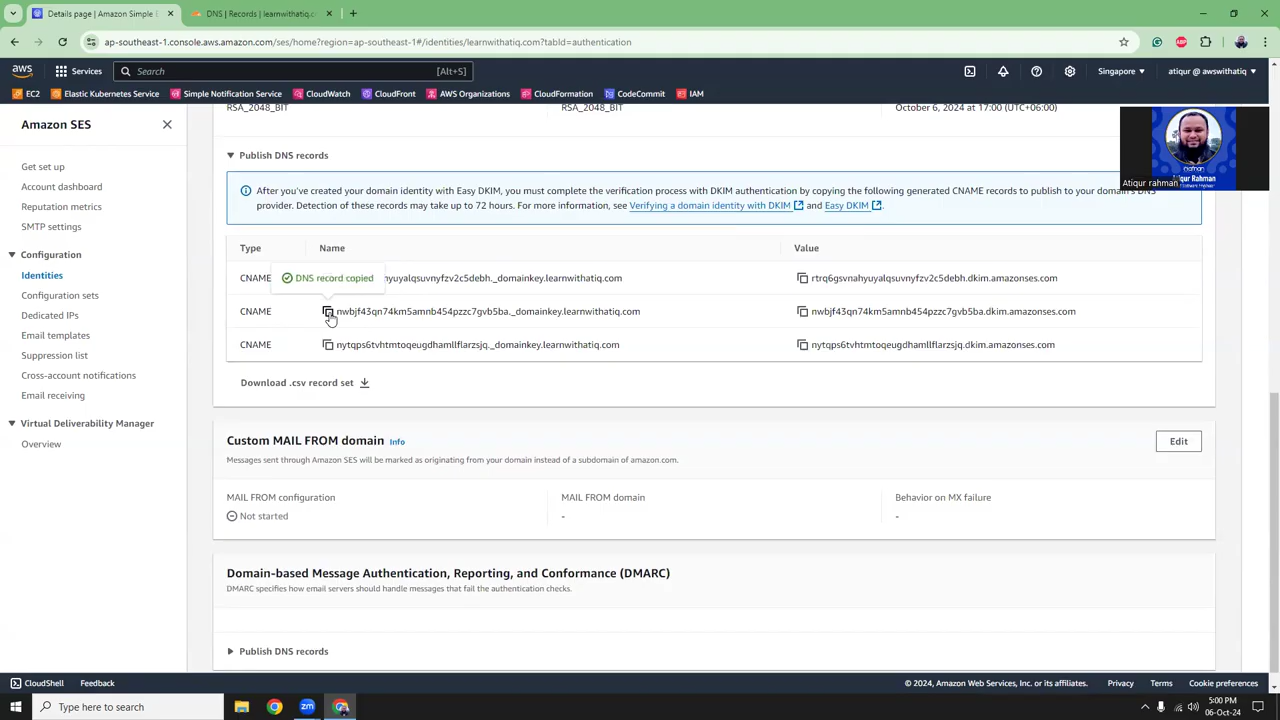 Details page | Amazon Simple E
DNS | Records | learnwithatiq.c
ap-southeast-1.console.aws.amazon.com/ses/home?region=ap-southeast-1#/identities/learnwithatiq.com?tabId=authentication
aws
Services
Search
[Alt+S]
Singapore
atiqur @ awswithatiq
EC2
Elastic Kubernetes Service
Simple Notification Service
CloudWatch
CloudFront
AWS Organizations
CloudFormation
CodeCommit
IAM
Amazon SES
Get set up
Account dashboard
Reputation metrics
SMTP settings
Configuration
Identities
Configuration sets
Dedicated IPs
Email templates
Suppression list
Cross-account notifications
Email receiving
Virtual Deliverability Manager
Overview
RSA_2048_BIT
RSA_2048_BIT
October 6, 2024 at 17:00 (UTC+06:00)
Atiqur rahman
Atiqur Rahman
Publish DNS records
After you've created your domain identity with Easy DKIM, you must complete the verification process with DKIM authentication by copying the following generated CNAME records to publish to your domain's DNS
provider. Detection of these records may take up to 72 hours. For more information, see Verifying a domain identity with DKIM and Easy DKIM.
Type
Name
Value
CNAME
DNS record copied
yuyalqsuvnyfzv2c5debh._domainkey.learnwithatiq.com
rtrq6gsvnahyuyalqsuvnyfzv2c5debh.dkim.amazonses.com
CNAME
nwbjf43qn74km5amnb454pzzc7gvb5ba._domainkey.learnwithatiq.com
nwbjf43qn74km5amnb454pzzc7gvb5ba.dkim.amazonses.com
CNAME
nytqps6tvhtmtoqeugdhamllflarzsjq._domainkey.learnwithatiq.com
nytqps6tvhtmtoqeugdhamllflarzsjq.dkim.amazonses.com
Download .csv record set
Custom MAIL FROM domain
Info
Edit
Messages sent through Amazon SES will be marked as originating from your domain instead of a subdomain of amazon.com.
MAIL FROM configuration
Not started
MAIL FROM domain
-
Behavior on MX failure
-
Domain-based Message Authentication, Reporting, and Conformance (DMARC)
DMARC specifies how email servers should handle messages that fail the authentication checks.
Publish DNS records
CloudShell
Feedback
© 2024, Amazon Web Services, Inc. or its affiliates.
Privacy
Terms
Cookie preferences
Type here to search
zm
5:00 PM
06-Oct-24